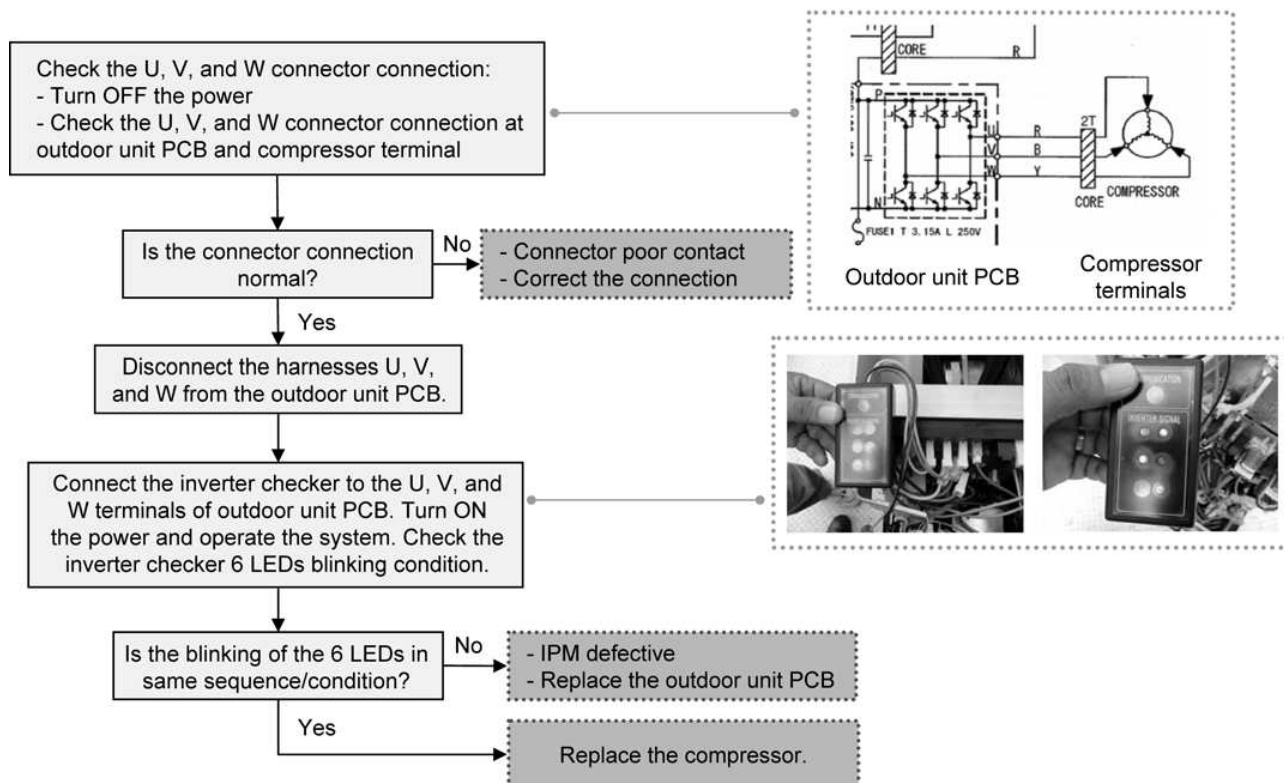 Check the U, V, and W connector connection:
- Turn OFF the power
- Check the U, V, and W connector connection at
outdoor unit PCB and compressor terminal
CORE
R
P
U
R
2T
V
B
W
Y
N
CORE
COMPRESSOR
FUSE1 T 3.15A L 250V
Outdoor unit PCB
Compressor
terminals
Is the connector connection
normal?
No
- Connector poor contact
- Correct the connection
Yes
Disconnect the harnesses U, V,
and W from the outdoor unit PCB.
INVERTER SIGNAL
Connect the inverter checker to the U, V, and
W terminals of outdoor unit PCB. Turn ON
the power and operate the system. Check the
inverter checker 6 LEDs blinking condition.
Is the blinking of the 6 LEDs in
same sequence/condition?
No
- IPM defective
- Replace the outdoor unit PCB
Yes
Replace the compressor.